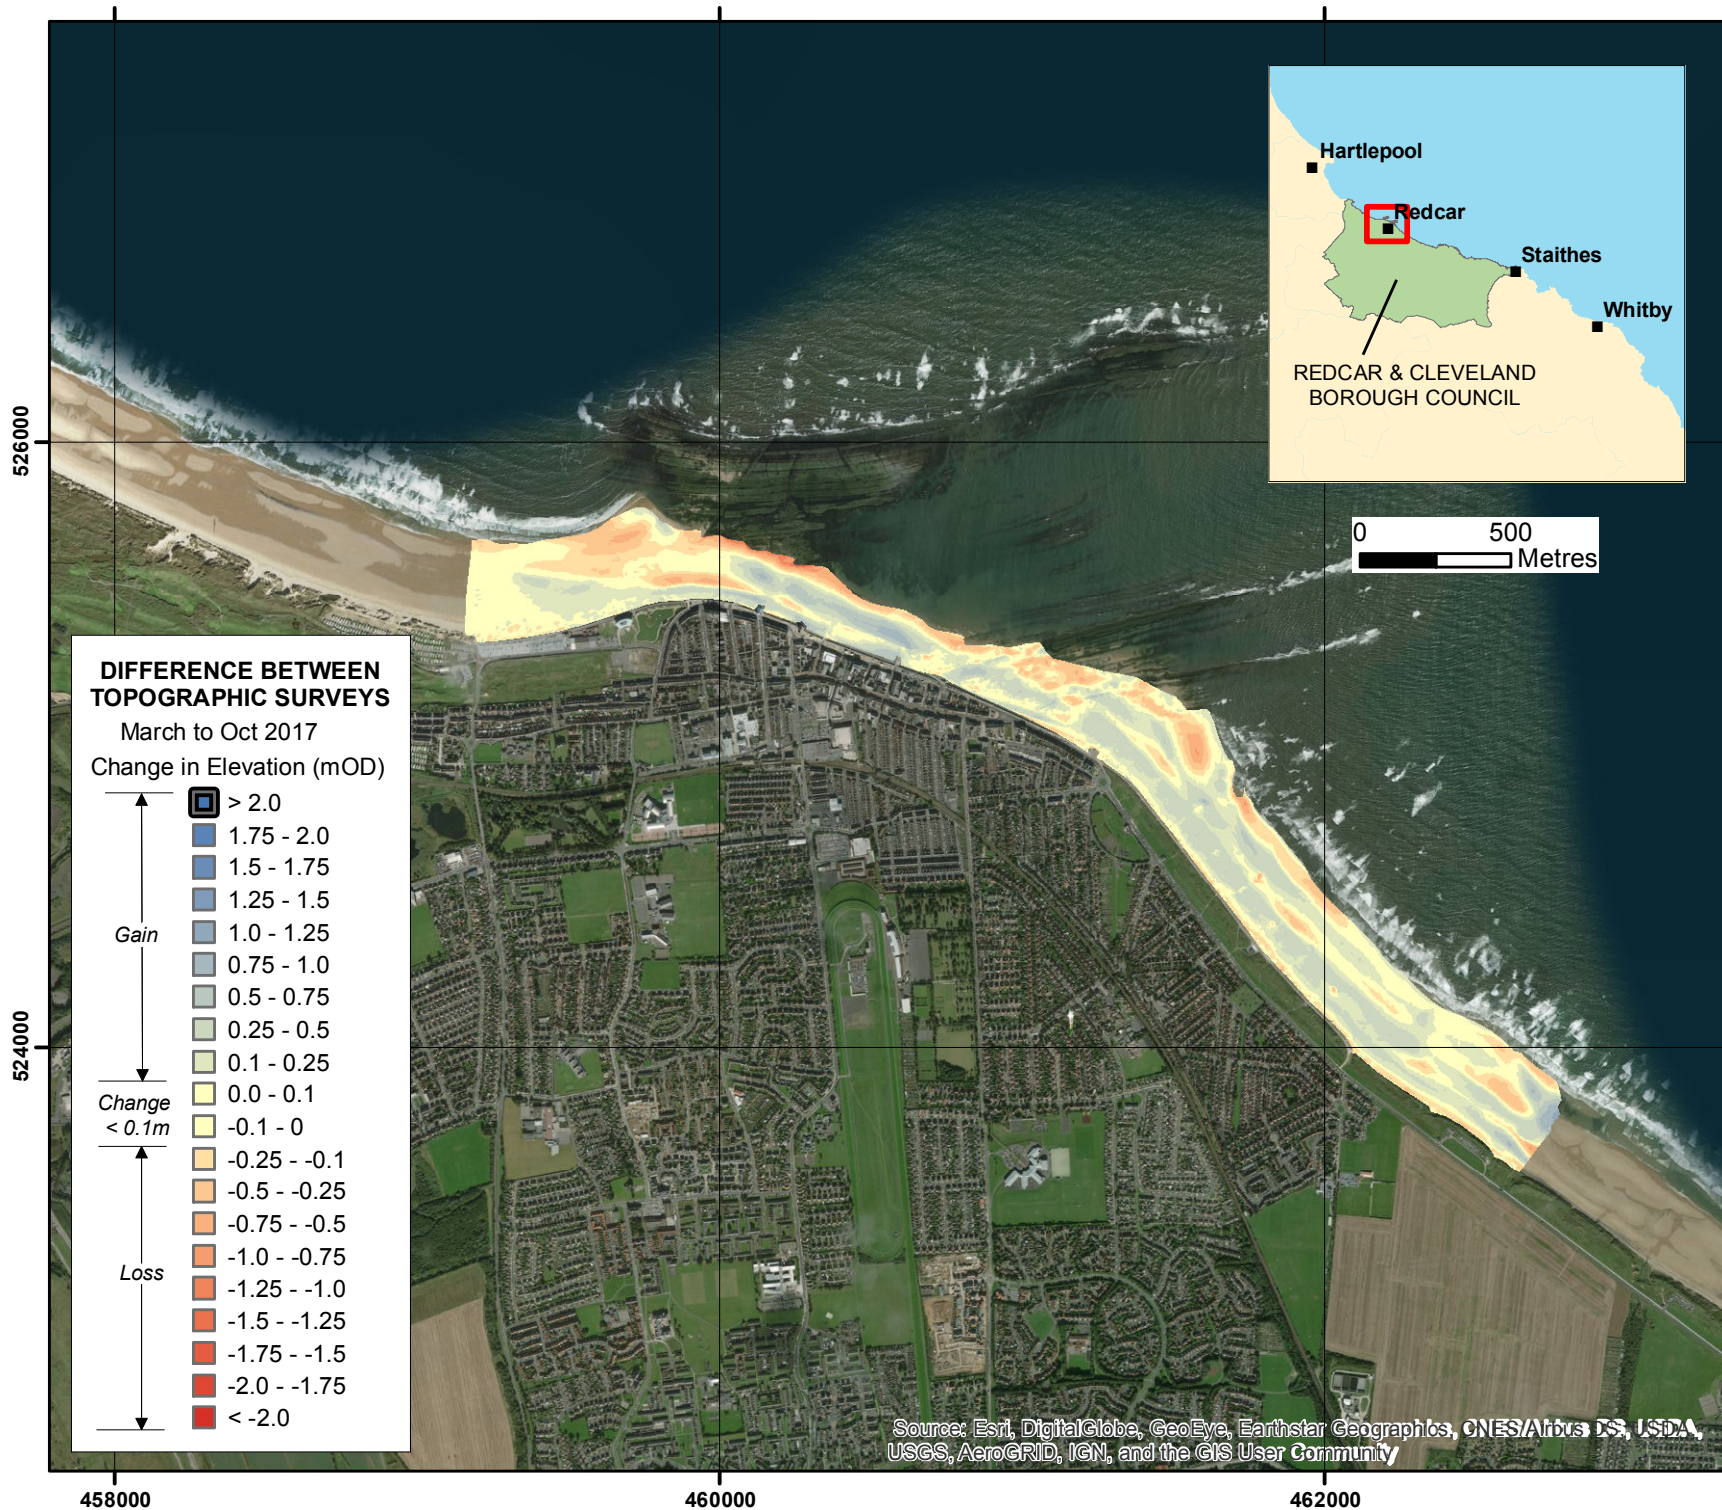 Hartlepool
Redcar
Staithes
Whitby
REDCAR & CLEVELAND
BOROUGH COUNCIL
0 500
Metres
526000
524000
DIFFERENCE BETWEEN
TOPOGRAPHIC SURVEYS
March to Oct 2017
Change in Elevation (mOD)
> 2.0
1.75 - 2.0
1.5 - 1.75
1.25 - 1.5
Gain
1.0 - 1.25
0.75 - 1.0
0.5 - 0.75
0.25 - 0.5
0.1 - 0.25
Change
< 0.1m
0.0 - 0.1
-0.1 - 0
-0.25 - -0.1
-0.5 - -0.25
-0.75 - -0.5
-1.0 - -0.75
Loss
-1.25 - -1.0
-1.5 - -1.25
-1.75 - -1.5
-2.0 - -1.75
< -2.0
Source: Esri, DigitalGlobe, GeoEye, Earthstar Geographics, CNES/Airbus DS, USDA,
USGS, AeroGRID, IGN, and the GIS User Community
458000
460000
462000